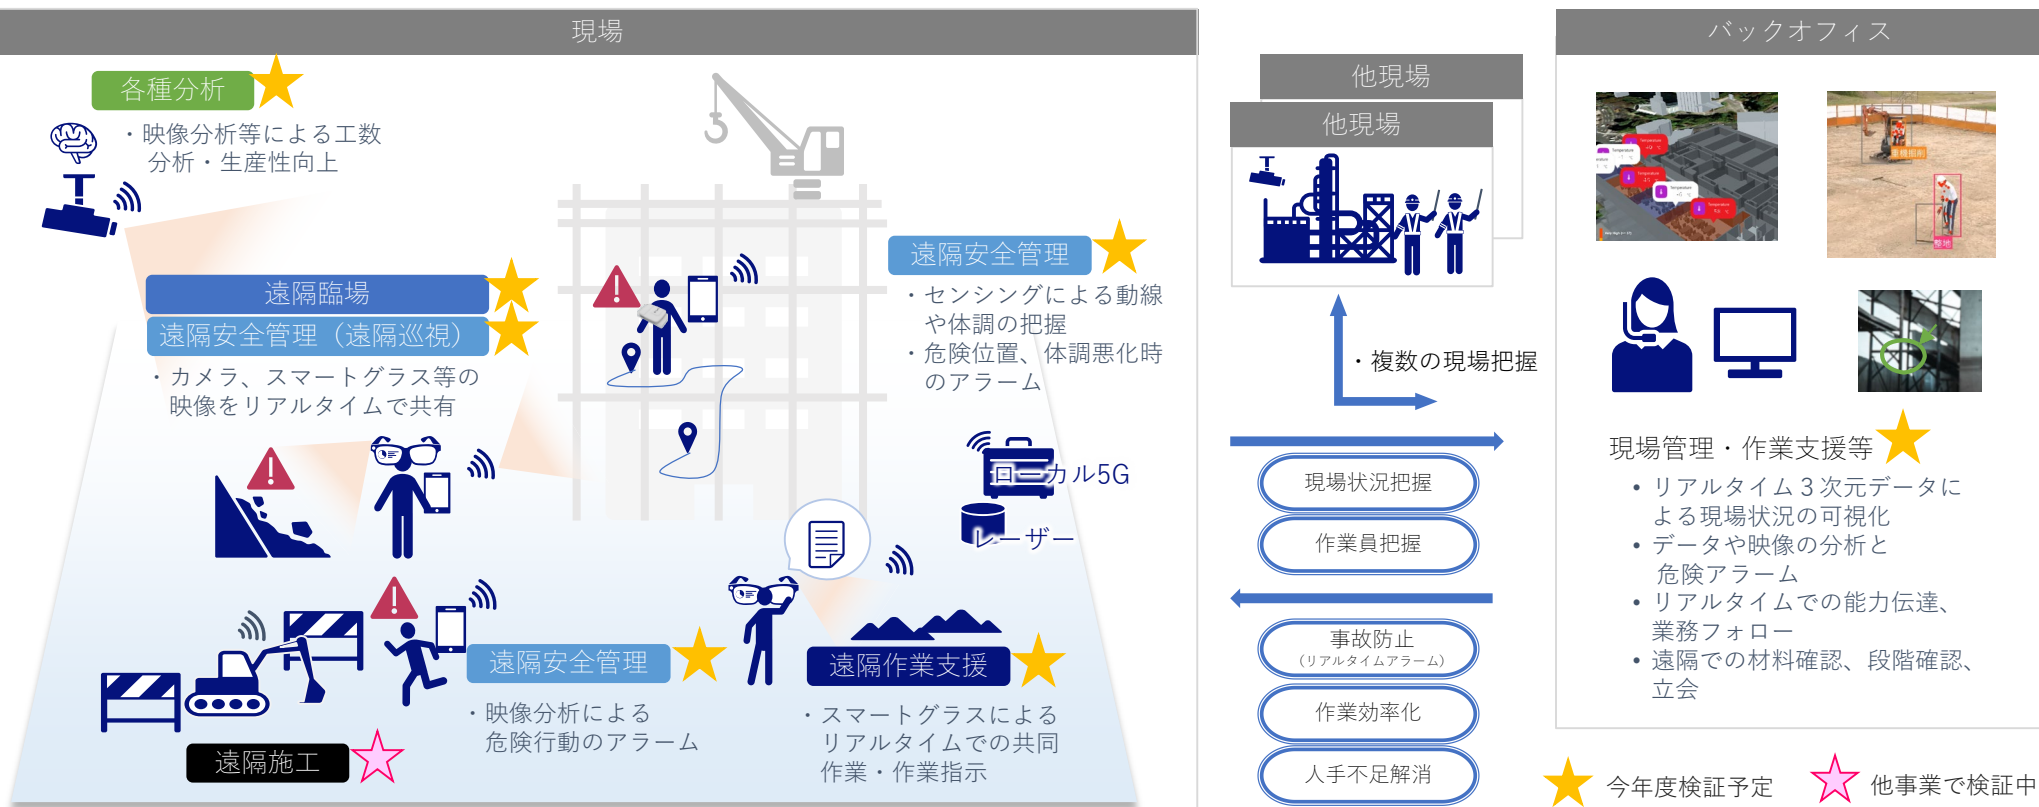 現場
各種分析
・映像分析等による工数
分析・生産性向上
遠隔臨場
遠隔安全管理（遠隔巡視）
・カメラ、スマートグラス等の
映像をリアルタイムで共有
遠隔安全管理
・センシングによる動線
や体調の把握
・危険位置、体調悪化時
のアラーム
ローカル5G
レーザー
遠隔安全管理
・映像分析による
危険行動のアラーム
遠隔作業支援
・スマートグラスによる
リアルタイムでの共同
作業・作業指示
遠隔施工
他現場
他現場
・複数の現場把握
現場状況把握
作業員把握
事故防止
（リアルタイムアラーム）
作業効率化
人手不足解消
バックオフィス
Temperature
Temperature
Temperature
Temperature
Temperature
重機掘削
整地
現場管理・作業支援等
• リアルタイム３次元データに
よる現場状況の可視化
• データや映像の分析と
危険アラーム
• リアルタイムでの能力伝達、
業務フォロー
• 遠隔での材料確認、段階確認、
立会
今年度検証予定
他事業で検証中